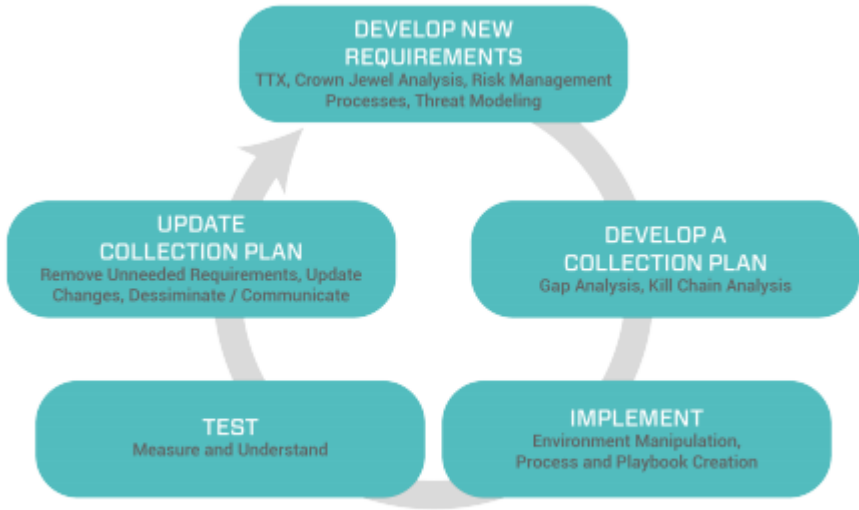 DEVELOP NEW
REQUIREMENTS
TTX, Crown Jewel Analysis, Risk Management
Processes, Threat Modeling
DEVELOP A
COLLECTION PLAN
Gap Analysis, Kill Chain Analysis
IMPLEMENT
Environment Manipulation,
Process and Playbook Creation
TEST
Measure and Understand
UPDATE
COLLECTION PLAN
Remove Unneeded Requirements, Update
Changes, Dessiminate / Communicate